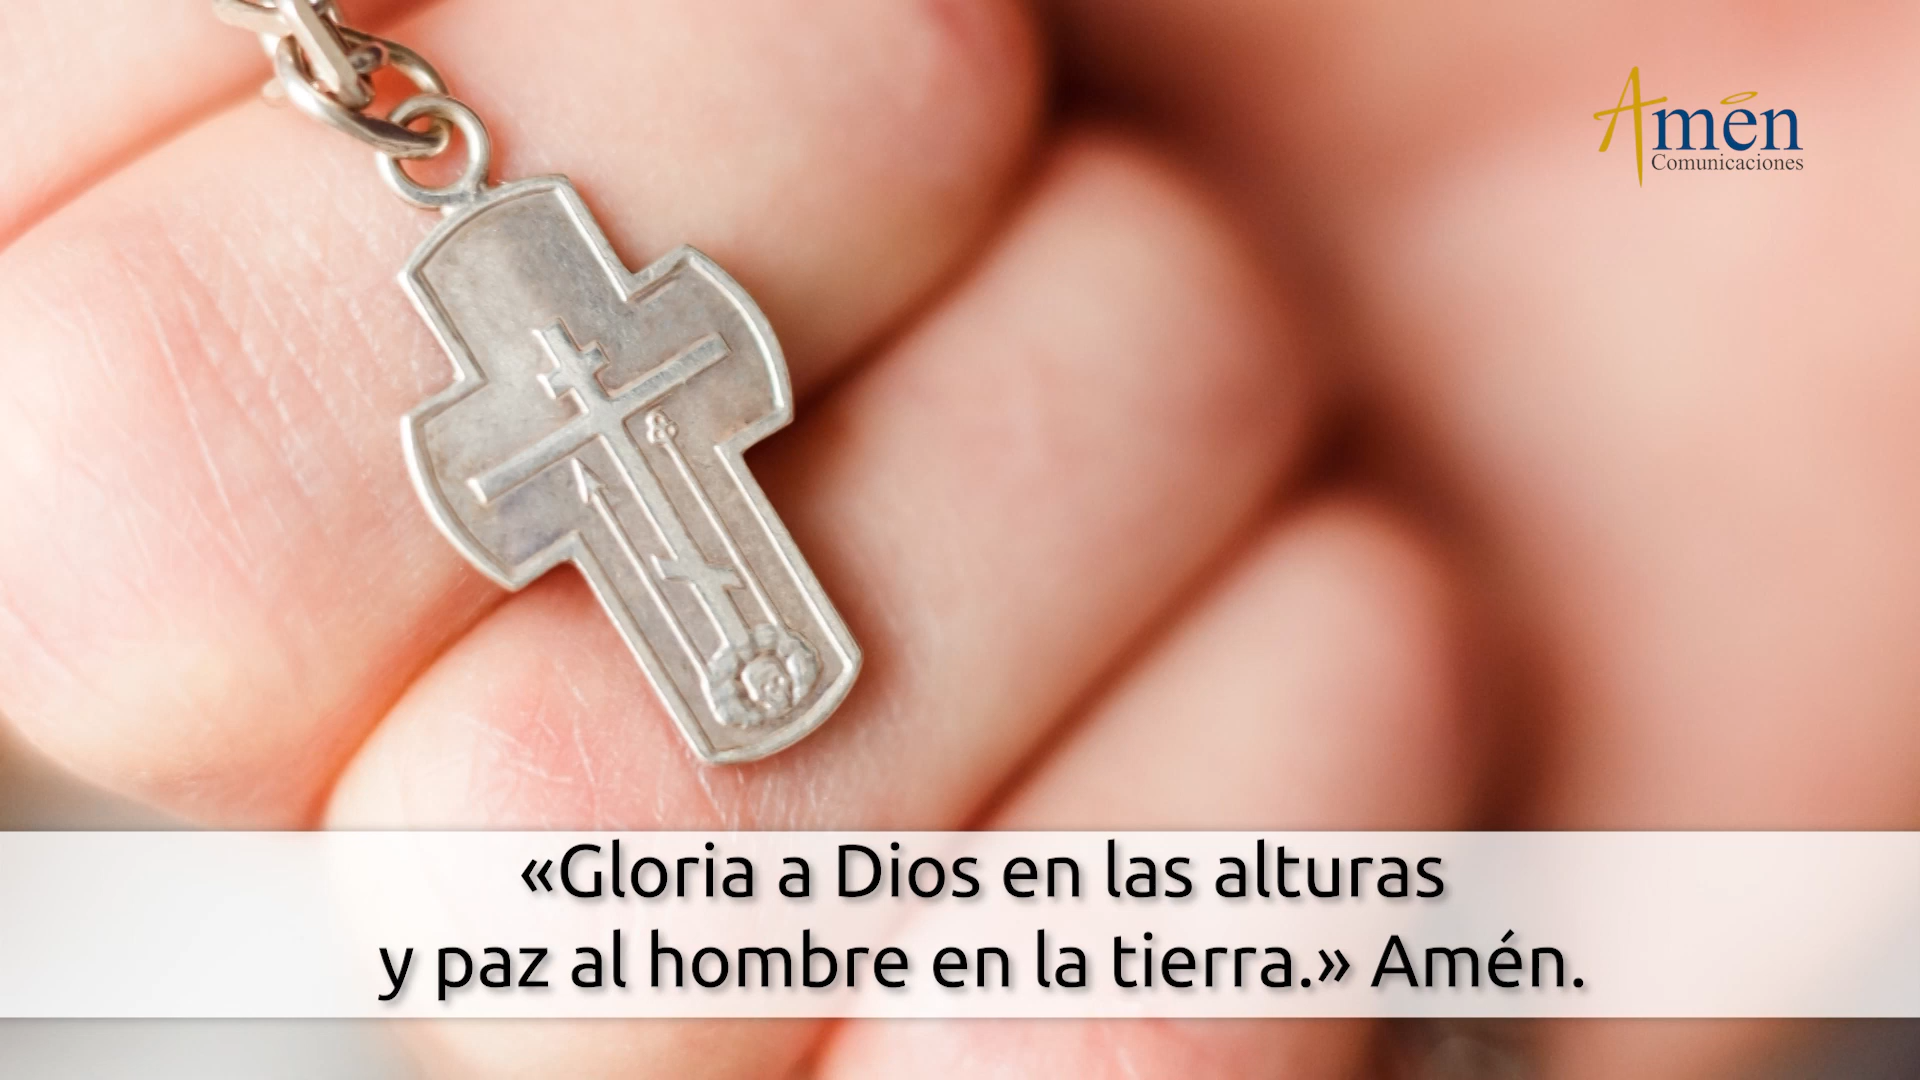 Amén
Comunicaciones
«Gloria a Dios en las alturas
y paz al hombre en la tierra.» Amén.